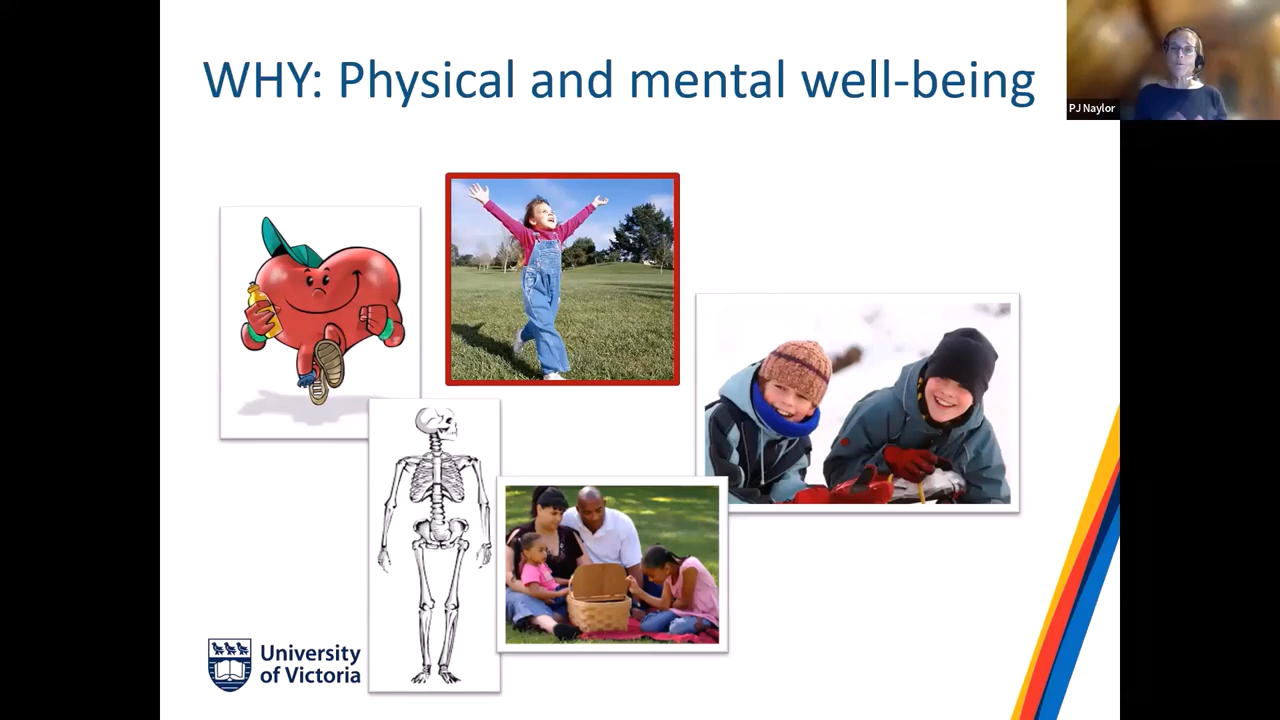 WHY: Physical and mental well-being
PJ Naylor
University
of Victoria